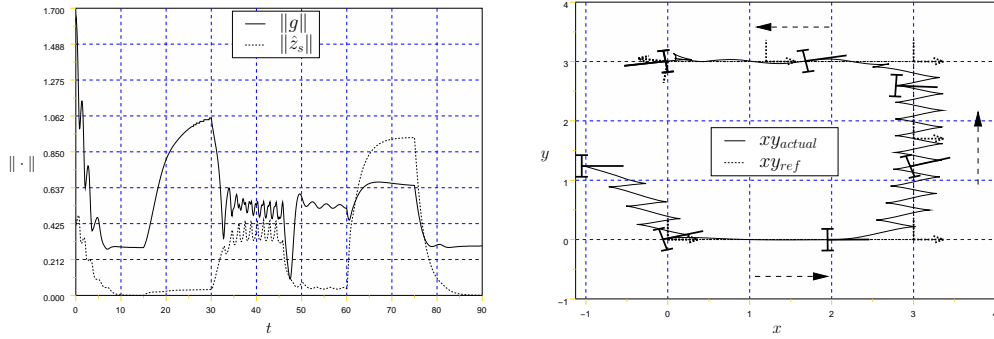 1.700
1.488
1.275
1.062
0.850
0.637
0.425
0.212
0.000
‖ · ‖
0 10 20 30 40 50 60 70 80 90
t
‖g‖
‖ẑ_s‖
4
3
2
1
0
−1
y
−1 0 1 2 3 4
x
xy_actual
xy_ref